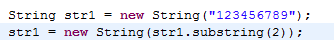 String str1 = new String("123456789");
str1 = new String(str1.substring(2));